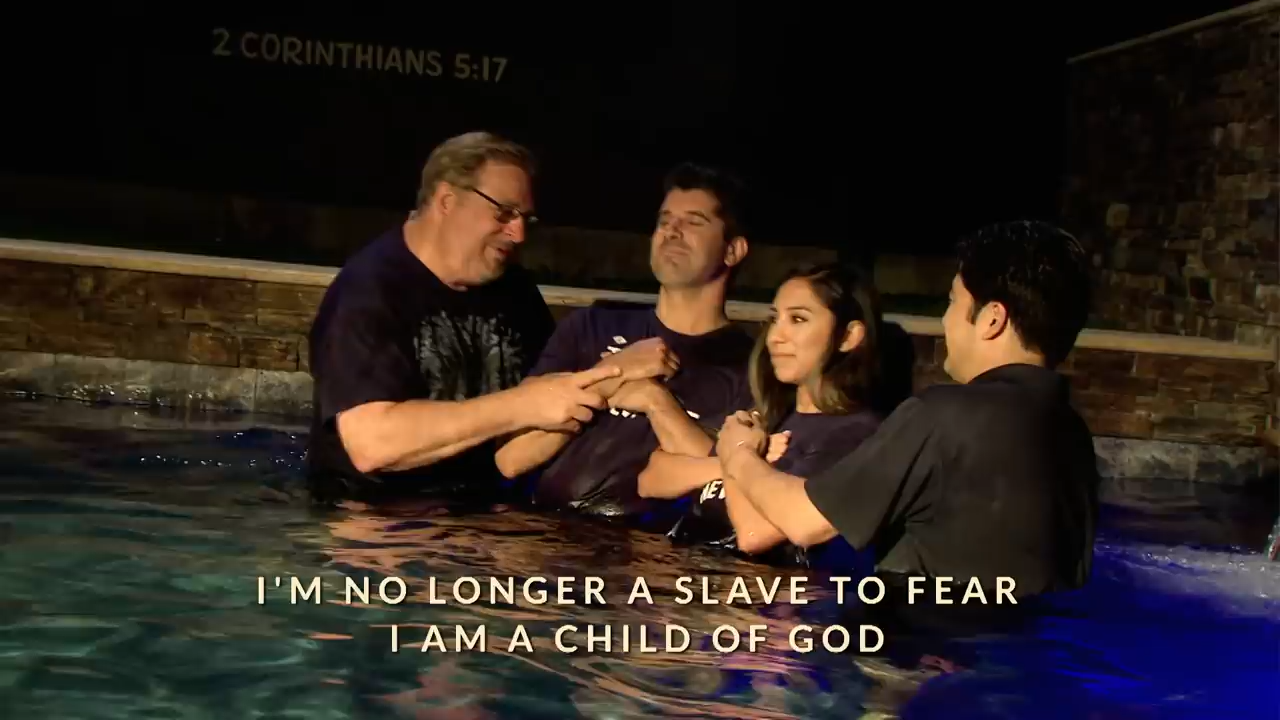 2 CORINTHIANS 5:17
I'M NO LONGER A SLAVE TO FEAR
I AM A CHILD OF GOD